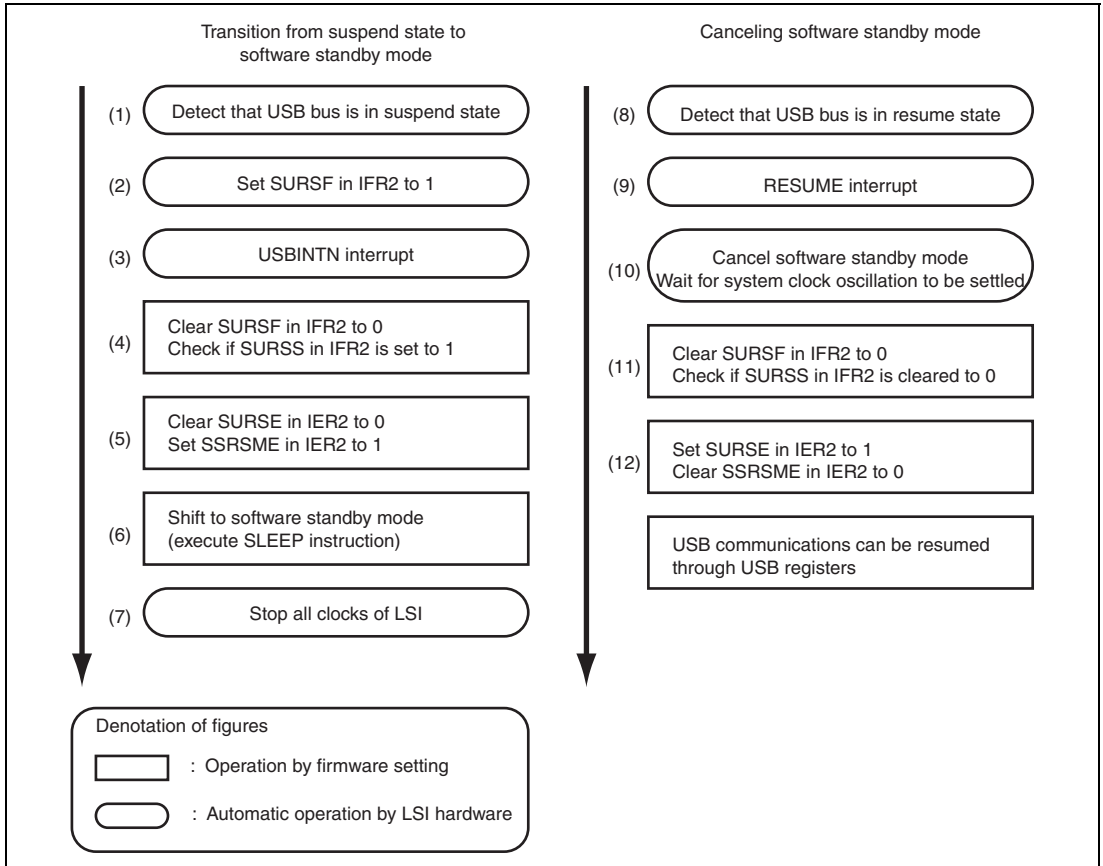 Transition from suspend state to
software standby mode
(1) Detect that USB bus is in suspend state
(2) Set SURSF in IFR2 to 1
(3) USBINTN interrupt
(4) Clear SURSF in IFR2 to 0
Check if SURSS in IFR2 is set to 1
(5) Clear SURSE in IER2 to 0
Set SSRSME in IER2 to 1
(6) Shift to software standby mode
(execute SLEEP instruction)
(7) Stop all clocks of LSI
Canceling software standby mode
(8) Detect that USB bus is in resume state
(9) RESUME interrupt
(10) Cancel software standby mode
Wait for system clock oscillation to be settled
(11) Clear SURSF in IFR2 to 0
Check if SURSS in IFR2 is cleared to 0
(12) Set SURSE in IER2 to 1
Clear SSRSME in IER2 to 0
USB communications can be resumed
through USB registers
Denotation of figures
: Operation by firmware setting
: Automatic operation by LSI hardware